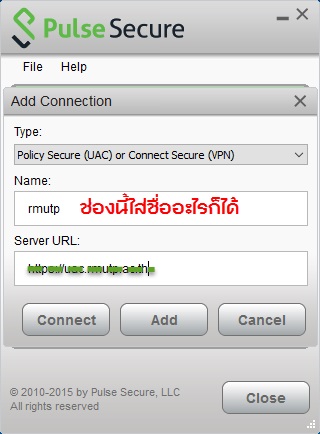 Pulse Secure
File Help
Add Connection
Type:
Policy Secure (UAC) or Connect Secure (VPN)
Name:
rmutp ช่องนี้ใส่ชื่ออะไรก็ได้
Server URL:
https://uac.rmutp.ac.th
Connect Add Cancel
© 2010-2015 by Pulse Secure, LLC
All rights reserved
Close